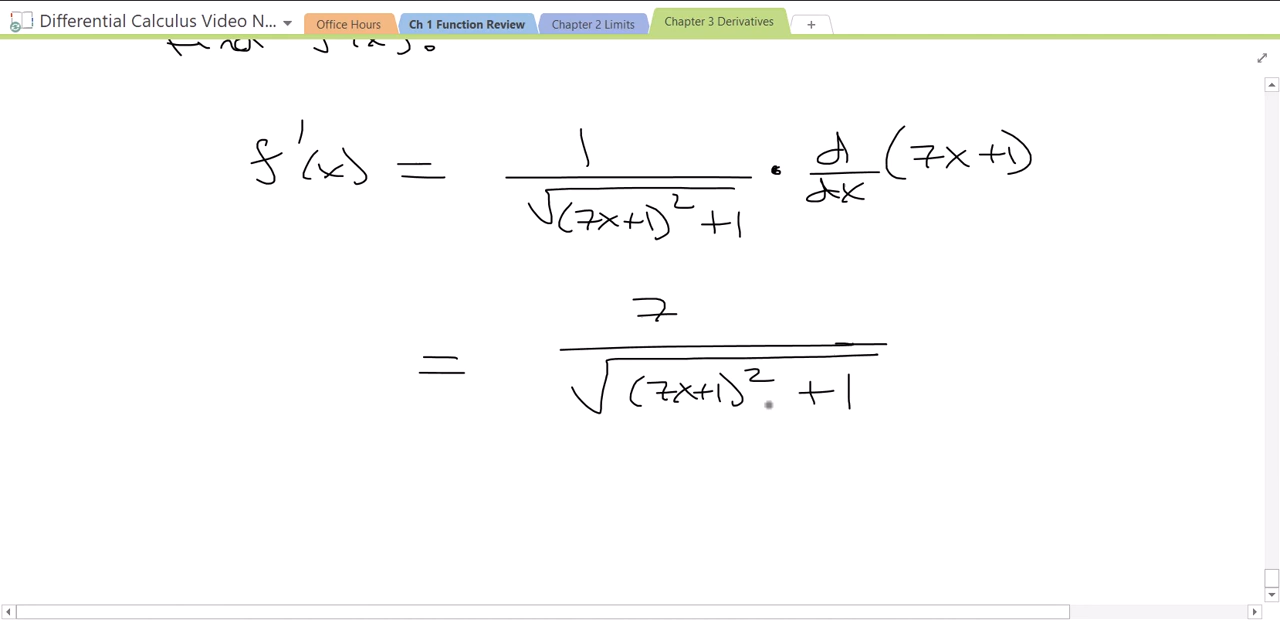 Differential Calculus Video N... Office Hours Ch 1 Function Review Chapter 2 Limits Chapter 3 Derivatives +
f'(x) = 1/√((7x+1)² + 1) · d/dx (7x+1)
= 7/√((7x+1)² + 1)